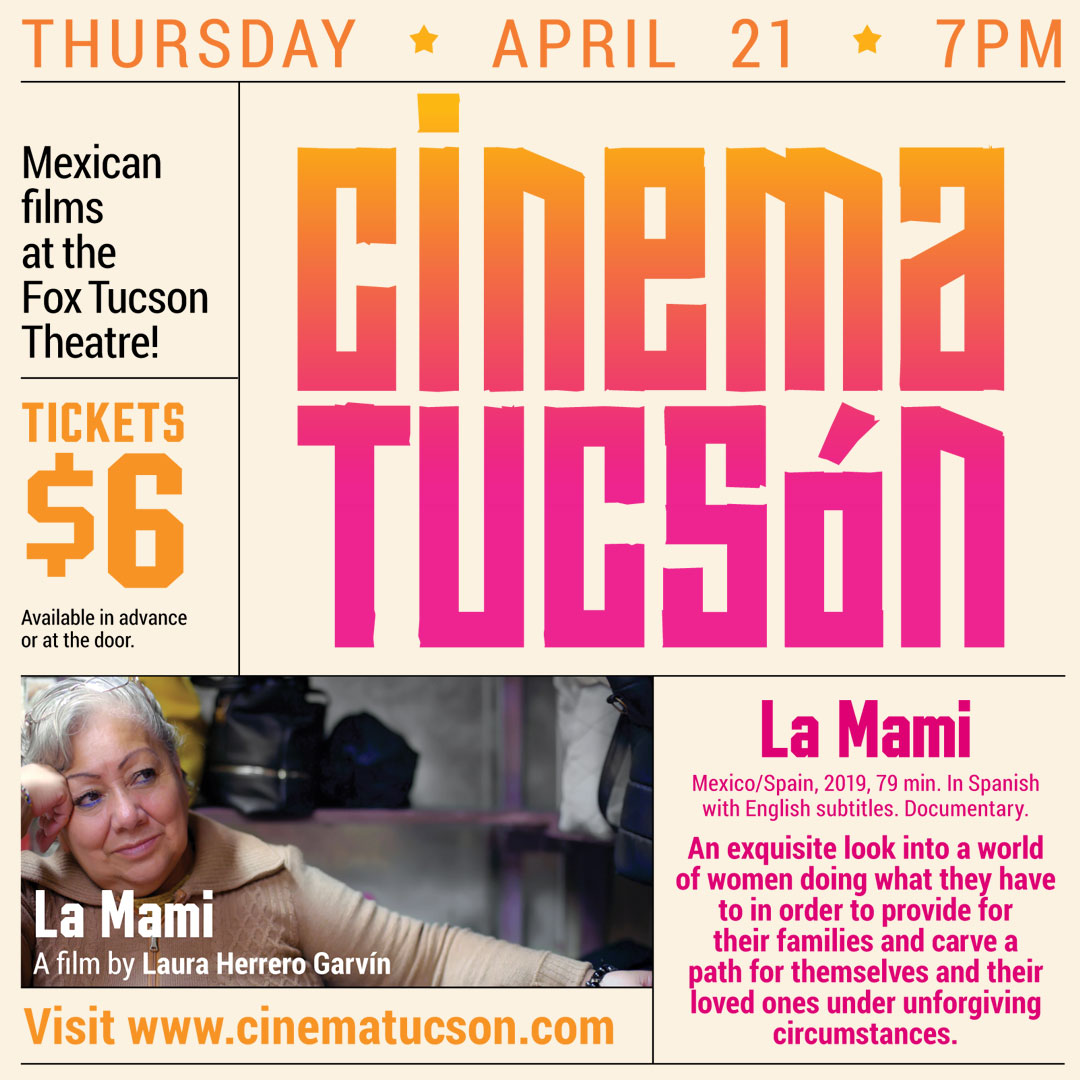 THURSDAY ★ APRIL 21 ★ 7PM
Mexican
films
at the
Fox Tucson
Theatre!
TICKETS
$6
Available in advance
or at the door.
cinema
TUCSóN
La Mami
A film by Laura Herrero Garvín
Visit www.cinematucson.com
La Mami
Mexico/Spain, 2019, 79 min. In Spanish
with English subtitles. Documentary.
An exquisite look into a world
of women doing what they have
to in order to provide for
their families and carve a
path for themselves and their
loved ones under unforgiving
circumstances.